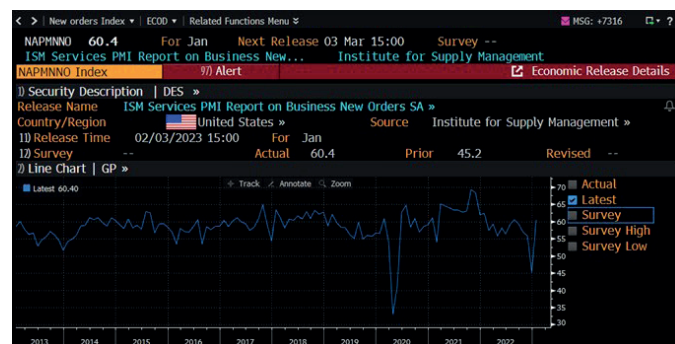 < > | New orders Index ▾ | ECOD ▾ | Related Functions Menu MSG: +7316 ?
NAPMNNO 60.4 For Jan Next Release 03 Mar 15:00 Survey --
ISM Services PMI Report on Business New... Institute for Supply Management
NAPMNNO Index 97) Alert Economic Release Details
1) Security Description | DES »
Release Name ISM Services PMI Report on Business New Orders SA »
Country/Region United States » Source Institute for Supply Management »
11) Release Time 02/03/2023 15:00 For Jan
12) Survey -- Actual 60.4 Prior 45.2 Revised --
2) Line Chart | GP »
Latest 60.40
Track Annotate Zoom
Actual
Latest
Survey
Survey High
Survey Low
70
65
60
55
50
45
40
35
30
2013 2014 2015 2016 2017 2018 2019 2020 2021 2022